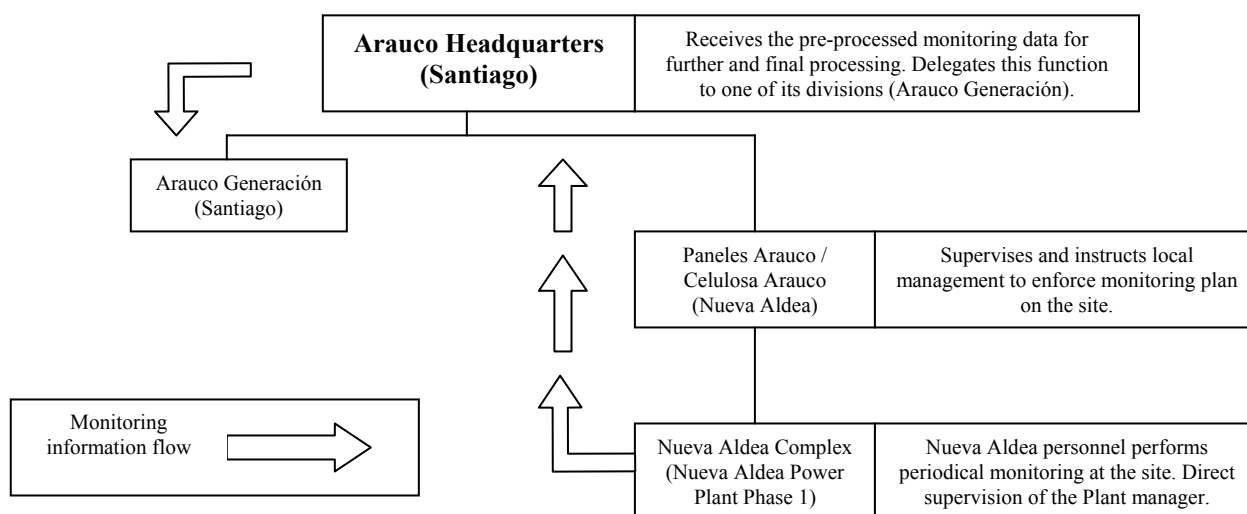 Arauco Headquarters
(Santiago)
Receives the pre-processed monitoring data for
further and final processing. Delegates this function
to one of its divisions (Arauco Generación).
Arauco Generación
(Santiago)
Paneles Arauco /
Celulosa Arauco
(Nueva Aldea)
Supervises and instructs local
management to enforce monitoring plan
on the site.
Monitoring
information flow
Nueva Aldea Complex
(Nueva Aldea Power
Plant Phase 1)
Nueva Aldea personnel performs
periodical monitoring at the site. Direct
supervision of the Plant manager.